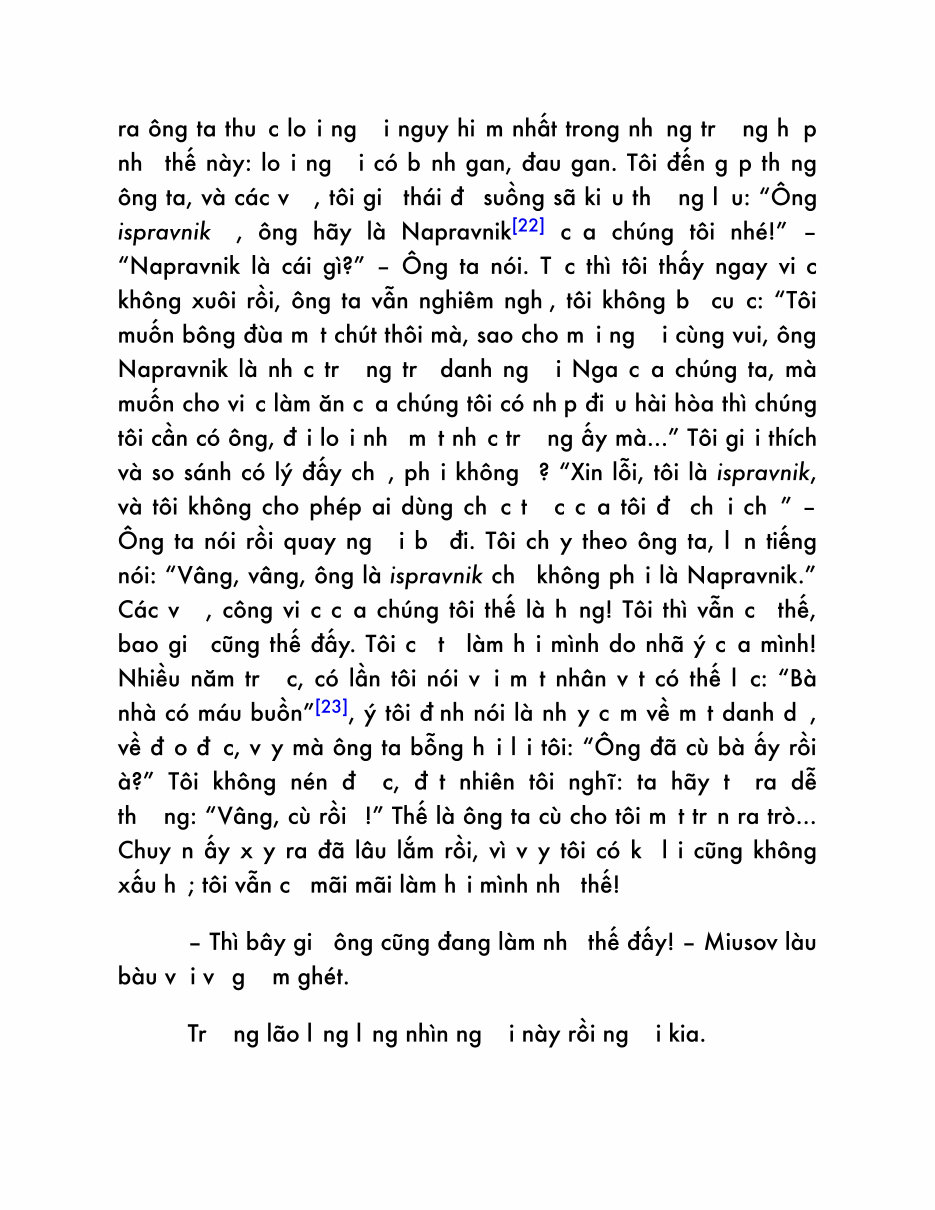 ra ông ta thu c lo i ng i nguy hi m nhất trong nh ng tr ng h p
nh thế này: lo i ng i có b nh gan, đau gan. Tôi đến g p th ng
ông ta, và các v , tôi gi thái đ suồng sã ki u th ng l u: “Ông
ispravnik , ông hãy là Napravnik[22] c a chúng tôi nhé!” –
“Napravnik là cái gì?” – Ông ta nói. T c thì tôi thấy ngay vi c
không xuôi rồi, ông ta vẫn nghiêm ngh , tôi không b cu c: “Tôi
muốn bông đùa m t chút thôi mà, sao cho m i ng i cùng vui, ông
Napravnik là nh c tr ng tr danh ng i Nga c a chúng ta, mà
muốn cho vi c làm ăn c a chúng tôi có nh p đi u hài hòa thì chúng
tôi cần có ông, đ i lo i nh m t nh c tr ng ấy mà...” Tôi gi i thích
và so sánh có lý đấy ch , ph i không ? “Xin lỗi, tôi là ispravnik,
và tôi không cho phép ai dùng ch c t c c a tôi đ ch i ch ” –
Ông ta nói rồi quay ng i b đi. Tôi ch y theo ông ta, l n tiếng
nói: “Vâng, vâng, ông là ispravnik ch không ph i là Napravnik.”
Các v , công vi c c a chúng tôi thế là h ng! Tôi thì vẫn c thế,
bao gi cũng thế đấy. Tôi c t làm h i mình do nhã ý c a mình!
Nhiều năm tr c, có lần tôi nói v i m t nhân v t có thế l c: “Bà
nhà có máu buồn”[23], ý tôi đ nh nói là nh y c m về m t danh d ,
về đ o đ c, v y mà ông ta bỗng h i l i tôi: “Ông đã cù bà ấy rồi
à?” Tôi không nén đ c, đ t nhiên tôi nghĩ: ta hãy t ra dễ
th ng: “Vâng, cù rồi !” Thế là ông ta cù cho tôi m t tr n ra trò...
Chuy n ấy x y ra đã lâu lắm rồi, vì v y tôi có k l i cũng không
xấu h ; tôi vẫn c mãi mãi làm h i mình nh thế!
– Thì bây gi ông cũng đang làm nh thế đấy! – Miusov làu
bàu v i v g m ghét.
Tr ng lão l ng l ng nhìn ng i này rồi ng i kia.